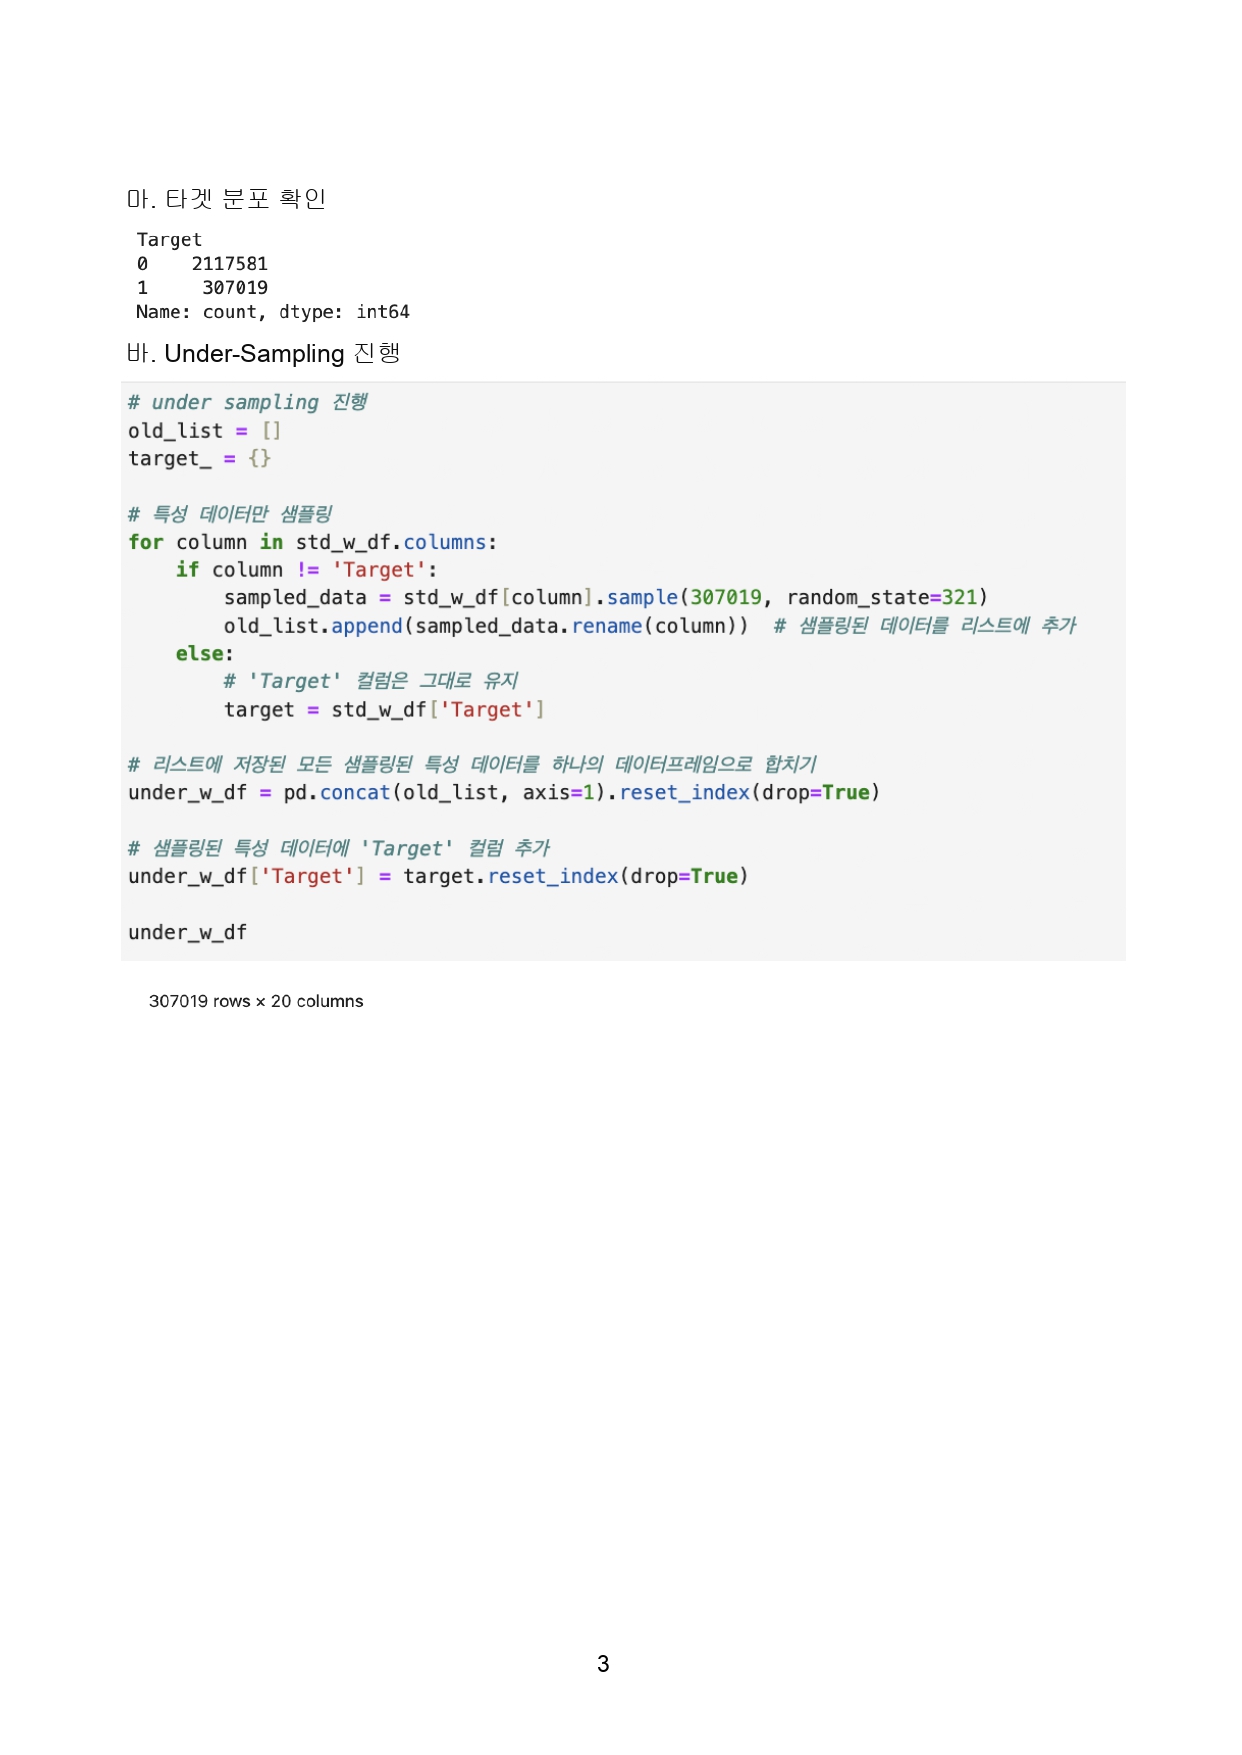 마. 타겟 분포 확인
Target
0    2117581
1     307019
Name: count, dtype: int64
바. Under-Sampling 진행
# under sampling 진행
old_list = []
target_ = {}
# 특성 데이터만 샘플링
for column in std_w_df.columns:
    if column != 'Target':
        sampled_data = std_w_df[column].sample(307019, random_state=321)
        old_list.append(sampled_data.rename(column))  # 샘플링된 데이터를 리스트에 추가
    else:
        # 'Target' 컬럼은 그대로 유지
        target = std_w_df['Target']
# 리스트에 저장된 모든 샘플링된 특성 데이터를 하나의 데이터프레임으로 합치기
under_w_df = pd.concat(old_list, axis=1).reset_index(drop=True)
# 샘플링된 특성 데이터에 'Target' 컬럼 추가
under_w_df['Target'] = target.reset_index(drop=True)
under_w_df
307019 rows × 20 columns
3